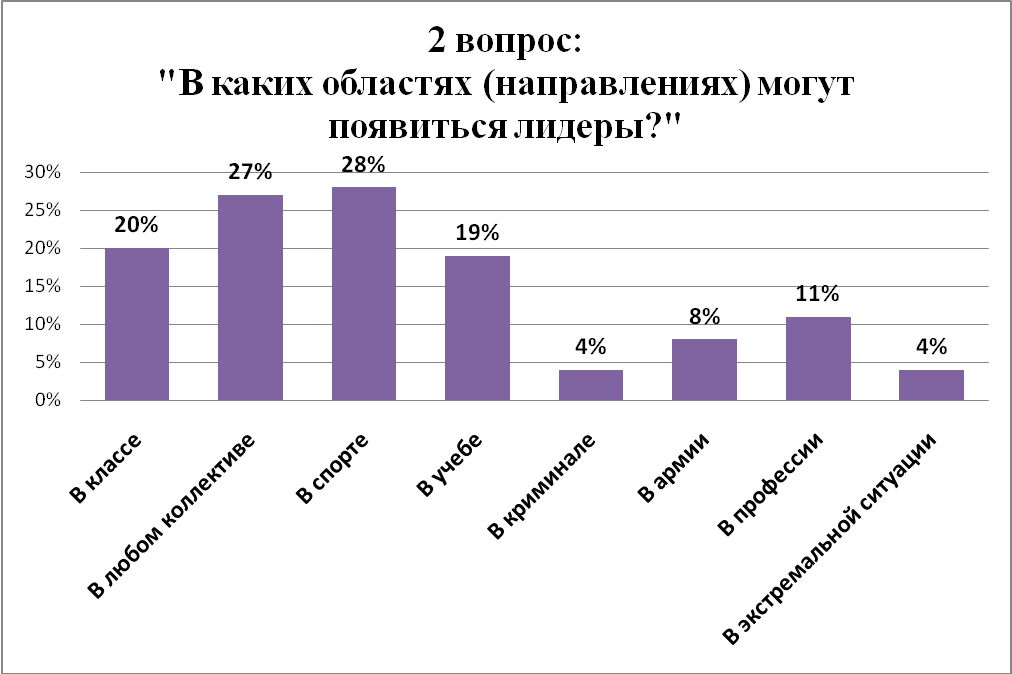 2 вопрос:
"В каких областях (направлениях) могут
появиться лидеры?"
30%
25%
20%
15%
10%
5%
0%
20%
27%
28%
19%
4%
8%
11%
4%
В классе
В любом коллективе
В спорте
В учебе
В криминале
В армии
В профессии
В экстремальной ситуации